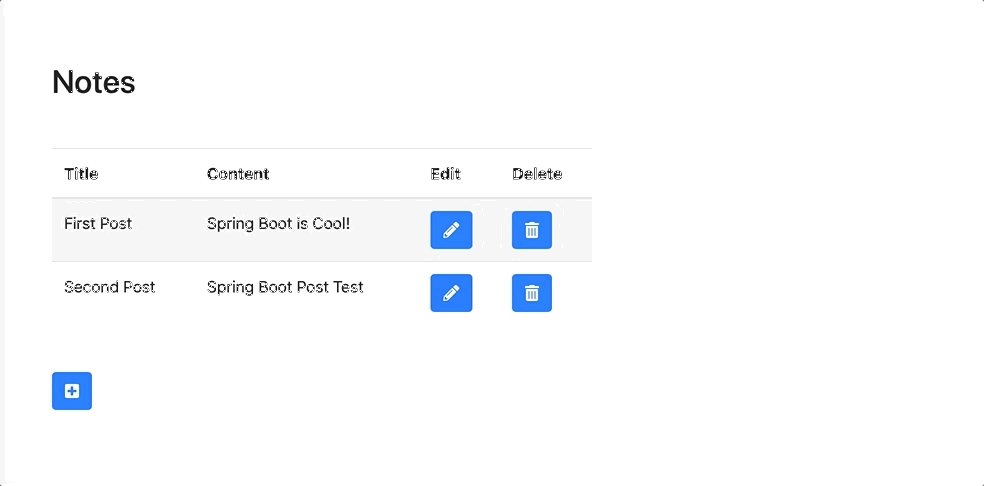 Notes
Title Content Edit Delete
First Post Spring Boot is Cool!
Second Post Spring Boot Post Test